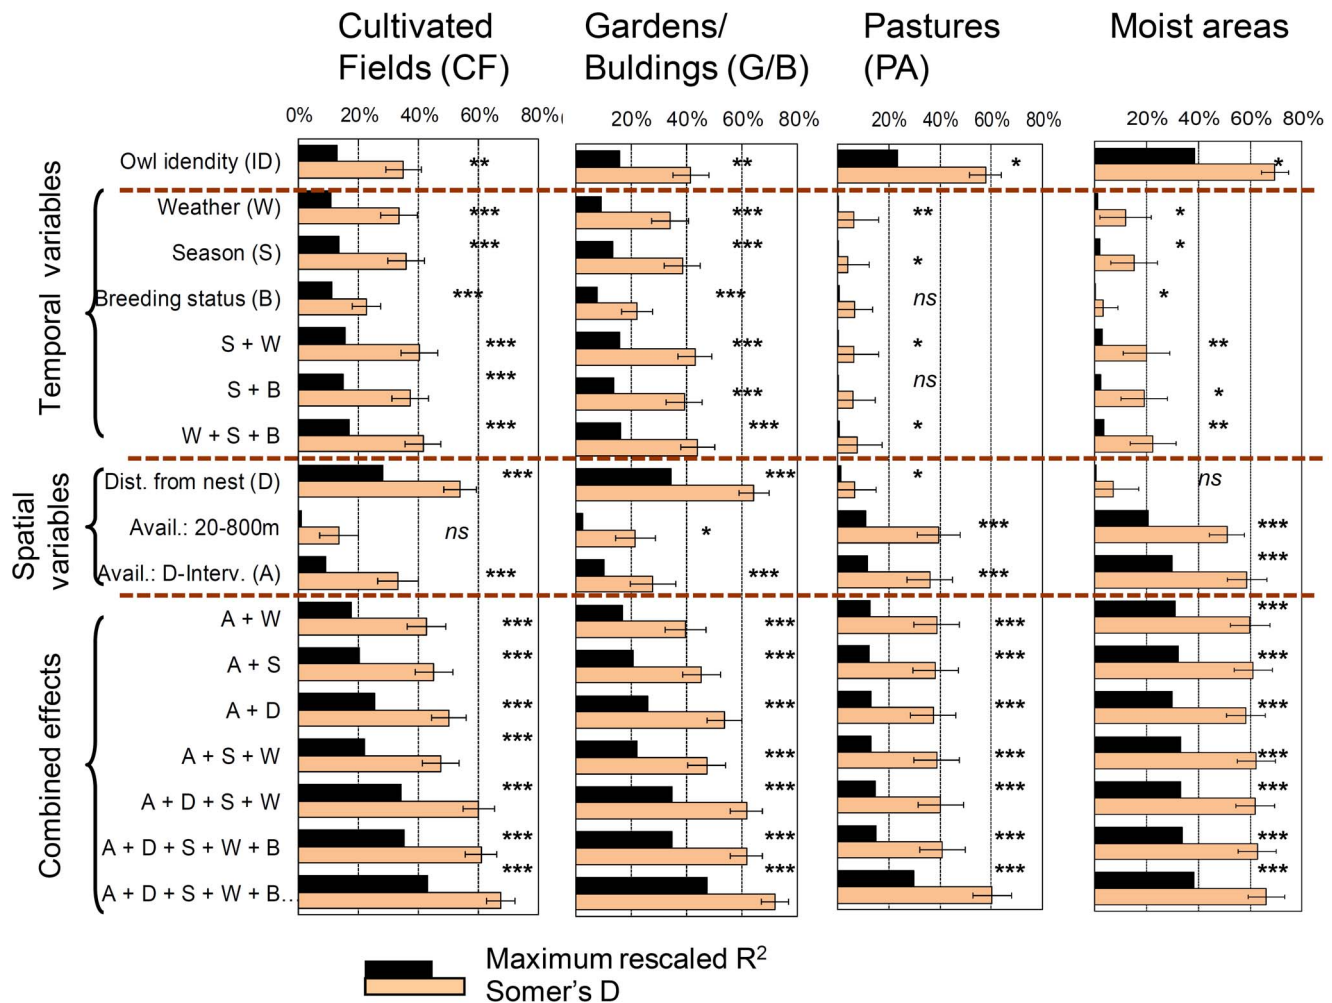 Cultivated
Fields (CF)
Gardens/
Buldings (G/B)
Pastures
(PA)
Moist areas
0% 20% 40% 60% 80%
20% 40% 60% 80%
20% 40% 60% 80%
20% 40% 60% 80%
Owl idendity (ID) ** ** * *
Temporal variables
Weather (W) *** *** ** *
Season (S) *** *** * *
Breeding status (B) *** *** ns *
S + W *** *** * **
S + B *** *** ns *
W + S + B *** *** * **
Spatial
variables
Dist. from nest (D) *** *** * ns
Avail.: 20-800m ns * *** ***
Avail.: D-Interv. (A) *** *** *** ***
Combined effects
A + W *** *** *** ***
A + S *** *** *** ***
A + D *** *** *** ***
A + S + W *** *** *** ***
A + D + S + W *** *** *** ***
A + D + S + W + B *** *** *** ***
A + D + S + W + B... *** *** *** ***
Maximum rescaled R²
Somer's D